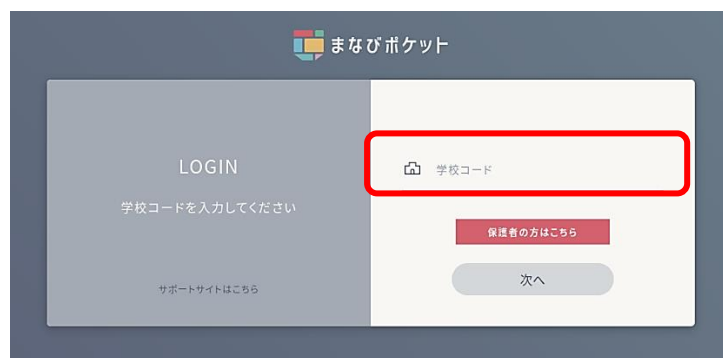 まなびポケット
LOGIN
学校コードを入力してください
サポートサイトはこちら
学校コード
保護者の方はこちら
次へ